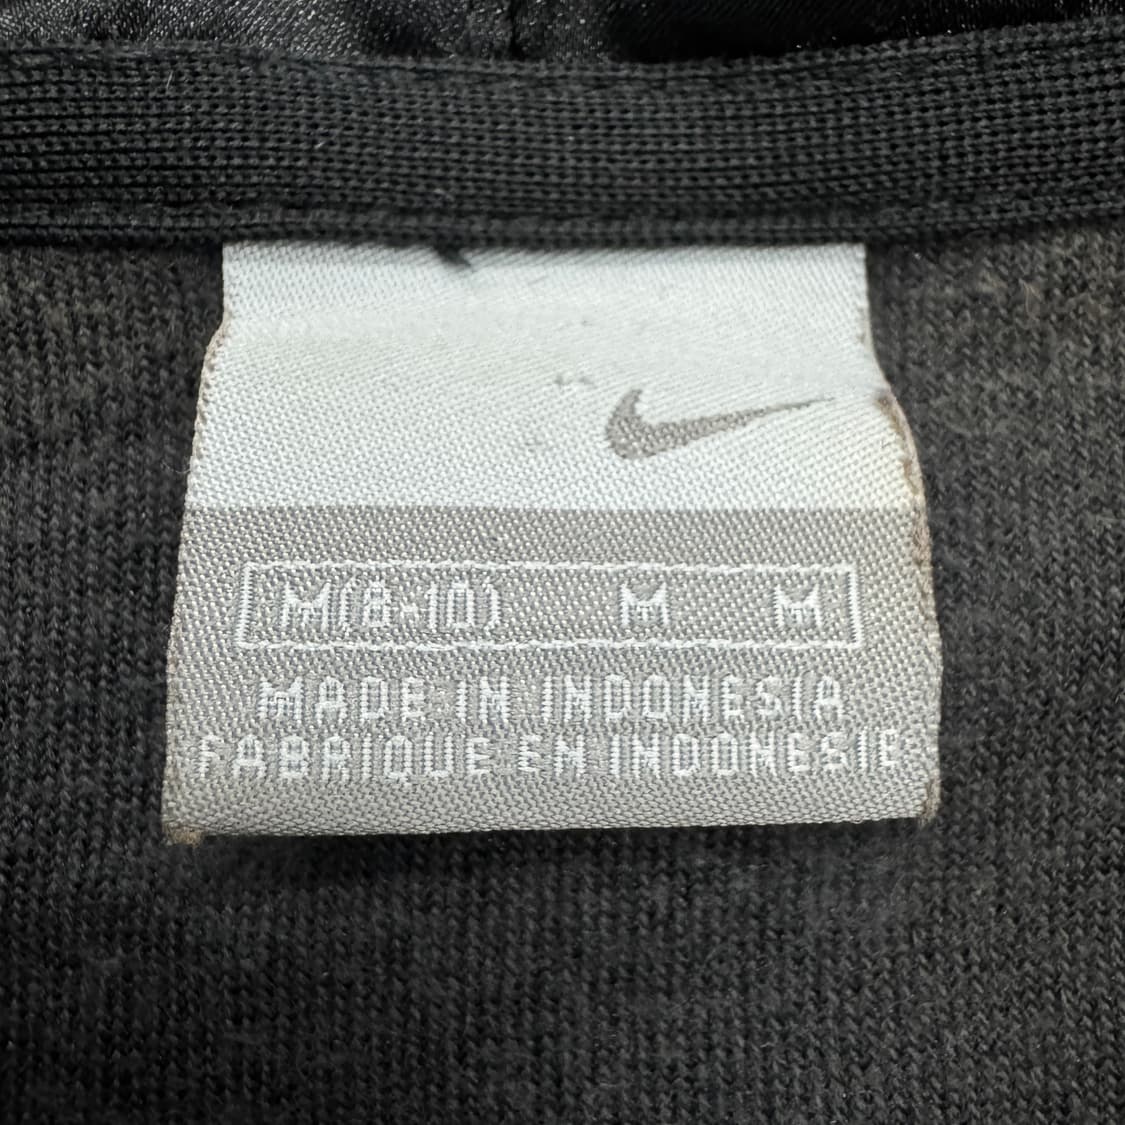 M(8-10) M M
MADE IN INDONESIA
FABRIQUE EN INDONESIE